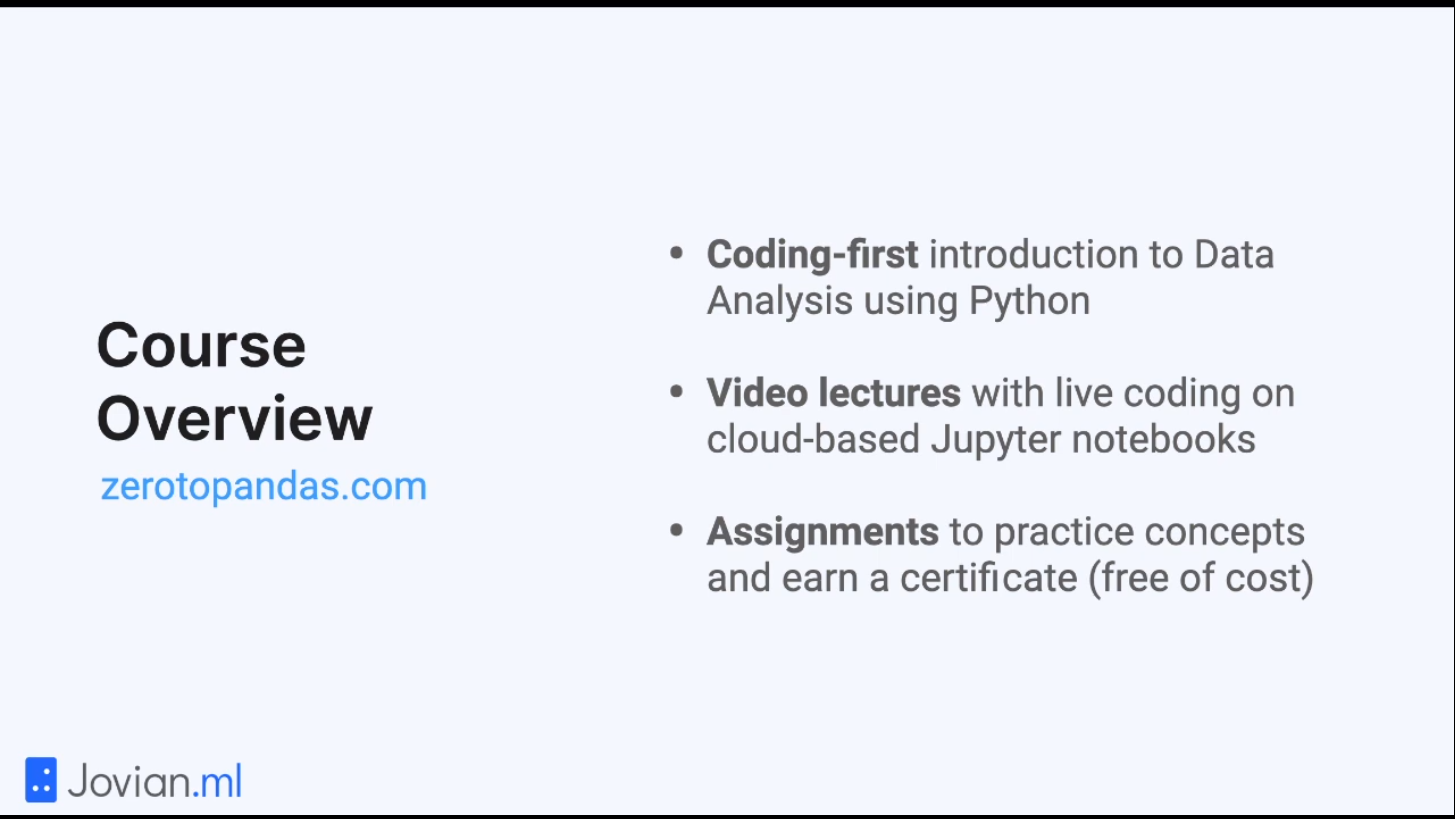 Course
Overview
zerotopandas.com
• Coding-first introduction to Data
Analysis using Python
• Video lectures with live coding on
cloud-based Jupyter notebooks
• Assignments to practice concepts
and earn a certificate (free of cost)
Jovian.ml